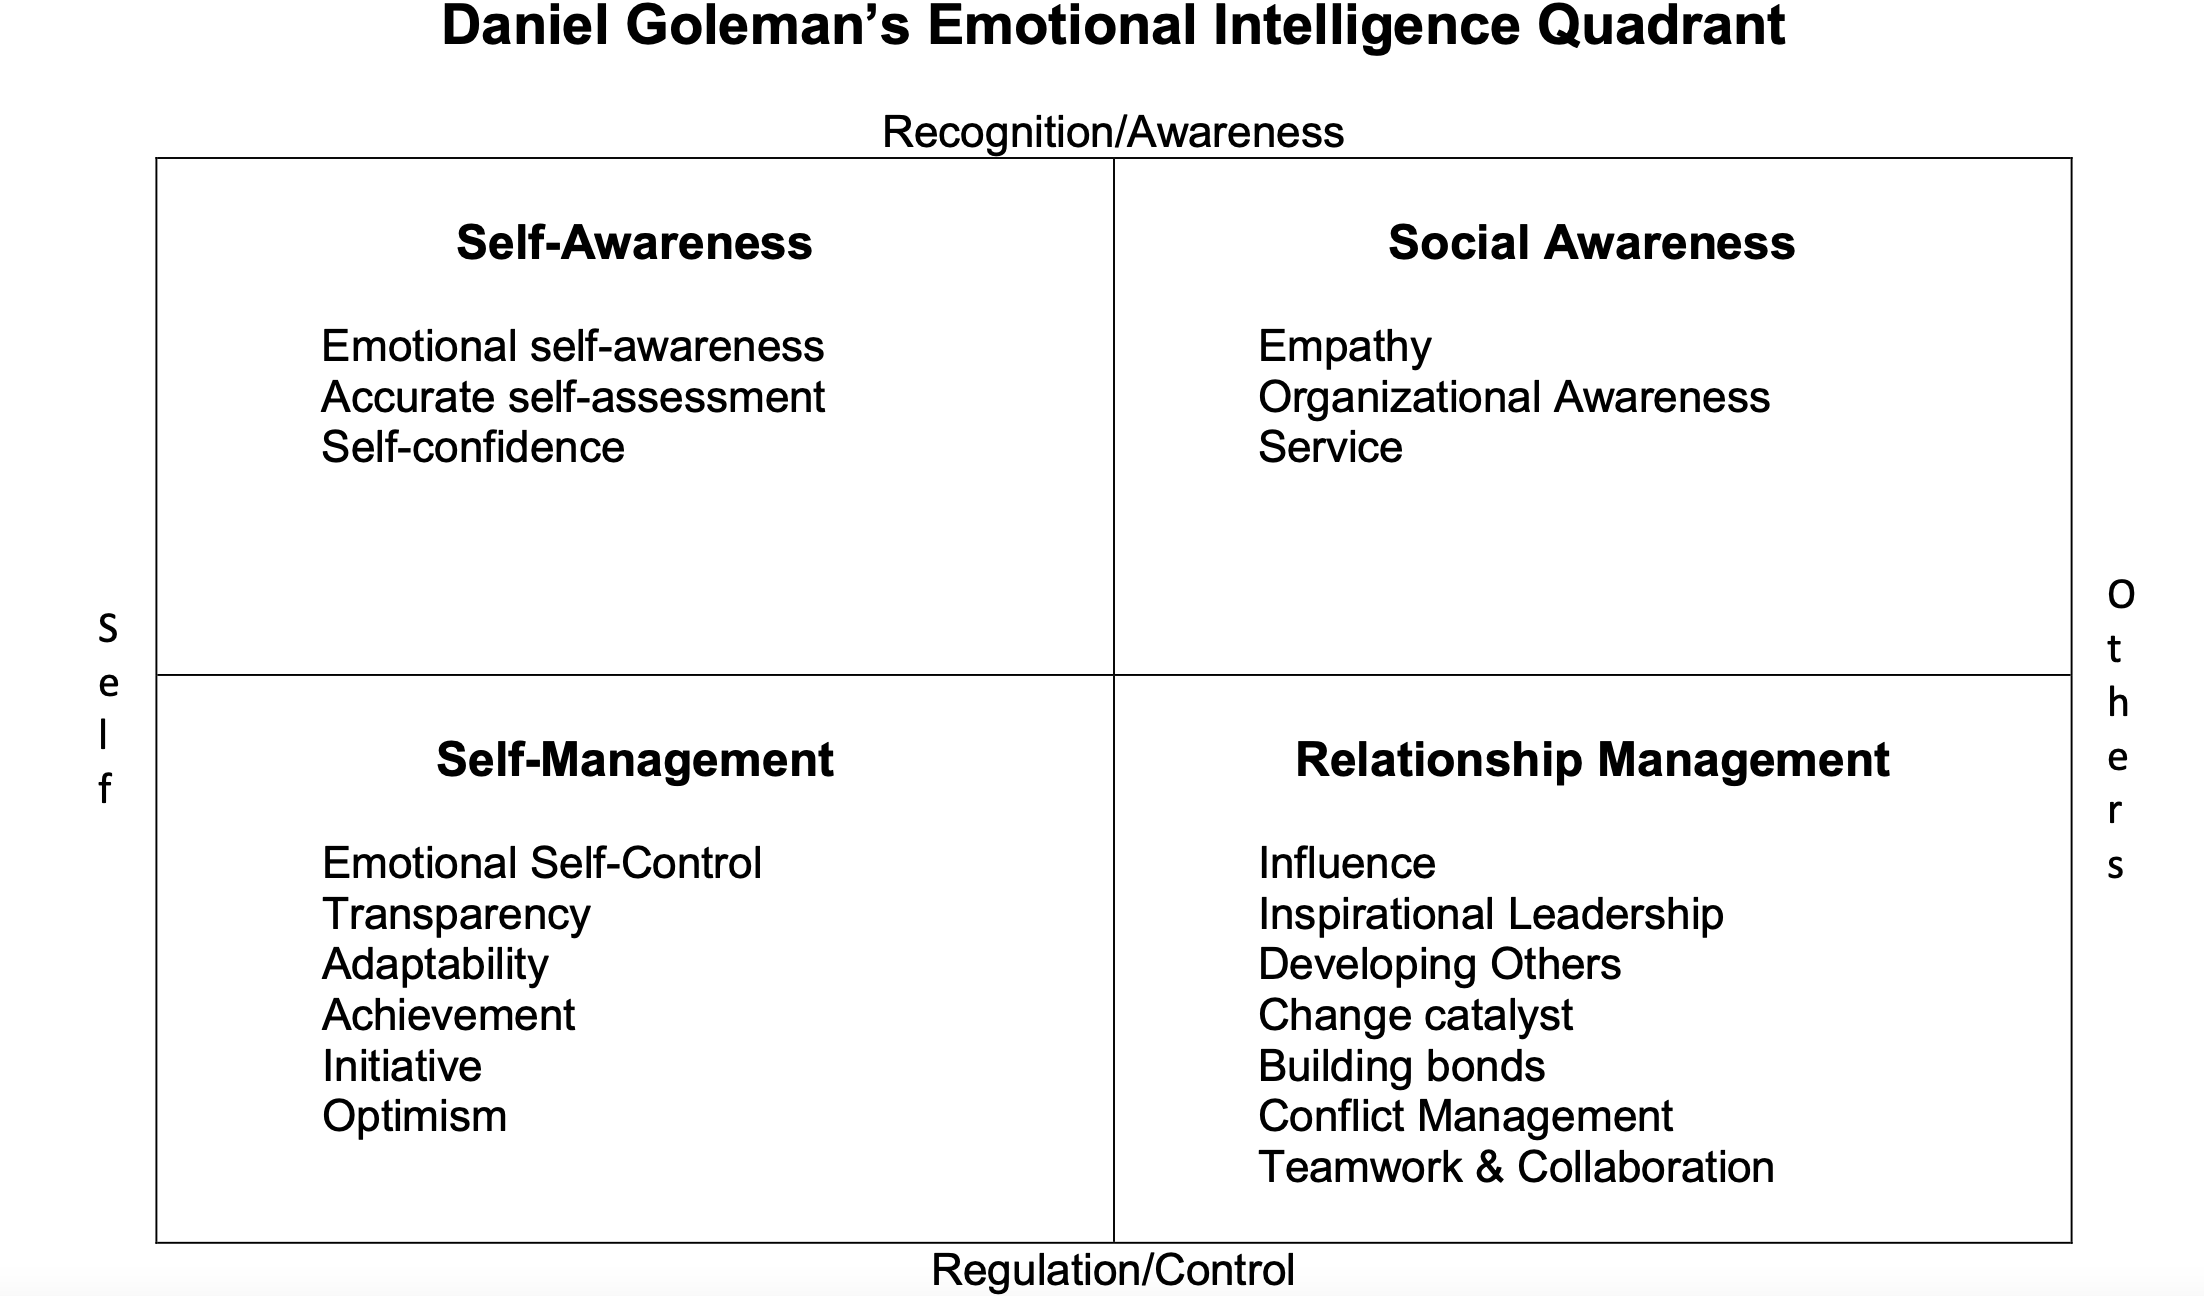 Daniel Goleman’s Emotional Intelligence Quadrant
Recognition/Awareness
Self-Awareness
Emotional self-awareness
Accurate self-assessment
Self-confidence
Social Awareness
Empathy
Organizational Awareness
Service
Self
Others
Self-Management
Emotional Self-Control
Transparency
Adaptability
Achievement
Initiative
Optimism
Relationship Management
Influence
Inspirational Leadership
Developing Others
Change catalyst
Building bonds
Conflict Management
Teamwork & Collaboration
Regulation/Control